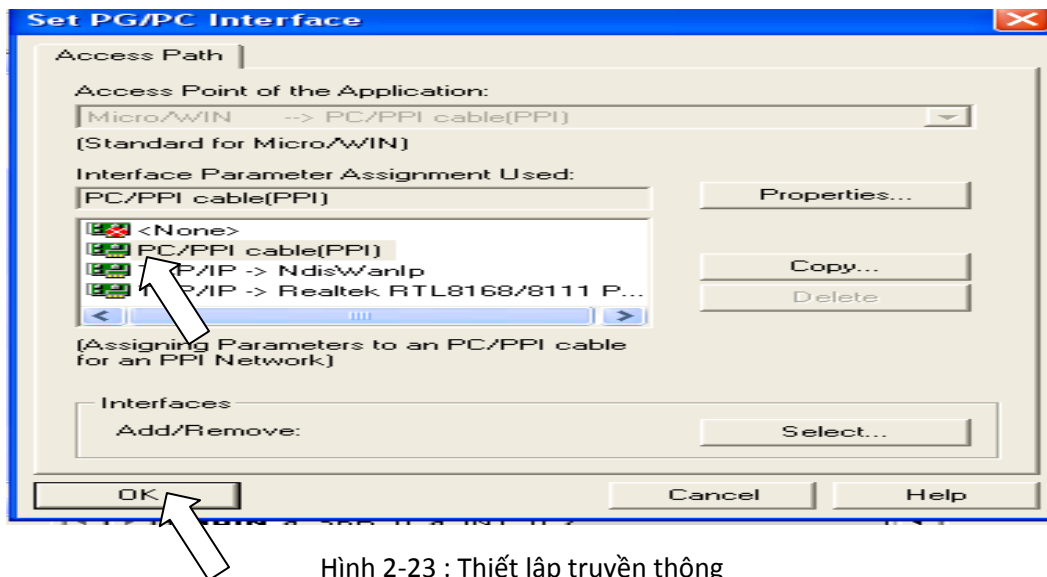 Set PG/PC Interface
Access Path
Access Point of the Application:
Micro/WIN --> PC/PPI cable(PPI)
(Standard for Micro/WIN)
Interface Parameter Assignment Used:
PC/PPI cable(PPI)
Properties...
<None>
PC/PPI cable(PPI)
P/IP -> NdisWanIp
Copy...
P/IP -> Realtek RTL8168/8111 P...
Delete
(Assigning Parameters to an PC/PPI cable
for an PPI Network)
Interfaces
Add/Remove:
Select...
OK
Cancel
Help
Hình 2-23 : Thiết lập truyền thông